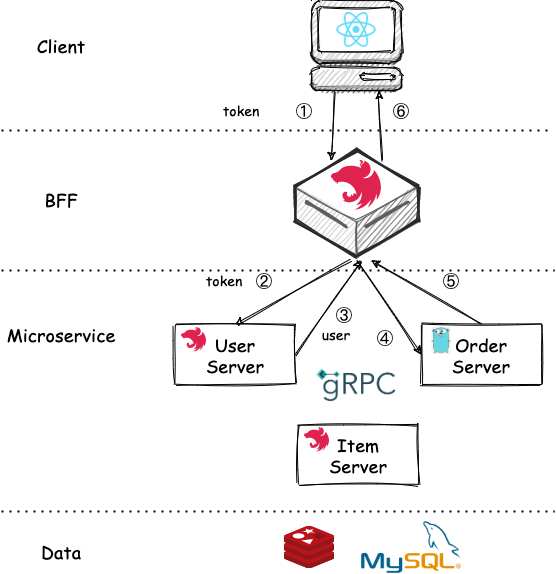 Client
token ① ⑥
BFF
token ② ⑤
Microservice
③
user ④
User
Server
Order
Server
gRPC
Item
Server
Data
MySQL®